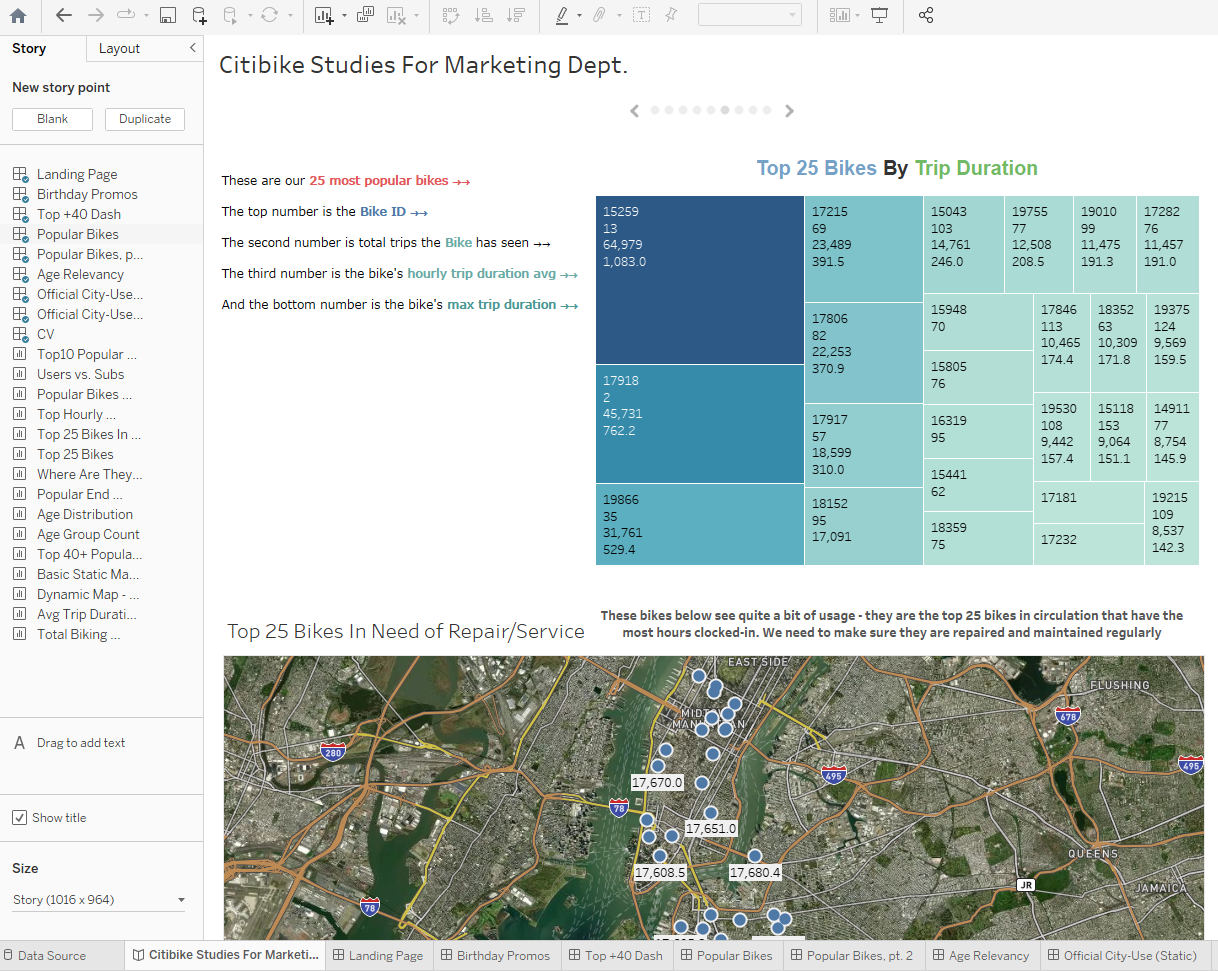 Story
Layout
New story point
Blank
Duplicate
Landing Page
Birthday Promos
Top +40 Dash
Popular Bikes
Popular Bikes, p...
Age Relevancy
Official City-Use...
Official City-Use...
CV
Top10 Popular ...
Users vs. Subs
Popular Bikes ...
Top Hourly ...
Top 25 Bikes In ...
Top 25 Bikes
Where Are They...
Popular End ...
Age Distribution
Age Group Count
Top 40+ Popula...
Basic Static Ma...
Dynamic Map - ...
Avg Trip Durati...
Total Biking ...
A Drag to add text
Show title
Size
Story (1016 x 964)
Citibike Studies For Marketing Dept.
These are our 25 most popular bikes →→
The top number is the Bike ID →→
The second number is total trips the Bike has seen →→
The third number is the bike's hourly trip duration avg →→
And the bottom number is the bike's max trip duration →→
Top 25 Bikes By Trip Duration
15259
13
64,979
1,083.0
17918
2
45,731
762.2
19866
35
31,761
529.4
17215
69
23,489
391.5
17806
82
22,253
370.9
17917
57
18,599
310.0
18152
95
17,091
15043
103
14,761
246.0
19755
77
12,508
208.5
19010
99
11,475
191.3
17282
76
11,457
191.0
15948
70
15805
76
16319
95
15441
62
18359
75
17846
113
10,465
174.4
18352
63
10,309
171.8
19375
124
9,569
159.5
19530
108
9,442
157.4
15118
153
9,064
151.1
14911
77
8,754
145.9
17181
17232
19215
109
8,537
142.3
Top 25 Bikes In Need of Repair/Service
These bikes below see quite a bit of usage - they are the top 25 bikes in circulation that have the
most hours clocked-in. We need to make sure they are repaired and maintained regularly
EAST SIDE
FLUSHING
678
280
495
495
17,670.0
78
17,651.0
QUEENS
17,608.5
17,680.4
JR
JAMAICA
78
Data Source
Citibike Studies For Marketi...
Landing Page
Birthday Promos
Top +40 Dash
Popular Bikes
Popular Bikes, pt. 2
Age Relevancy
Official City-Use (Static)